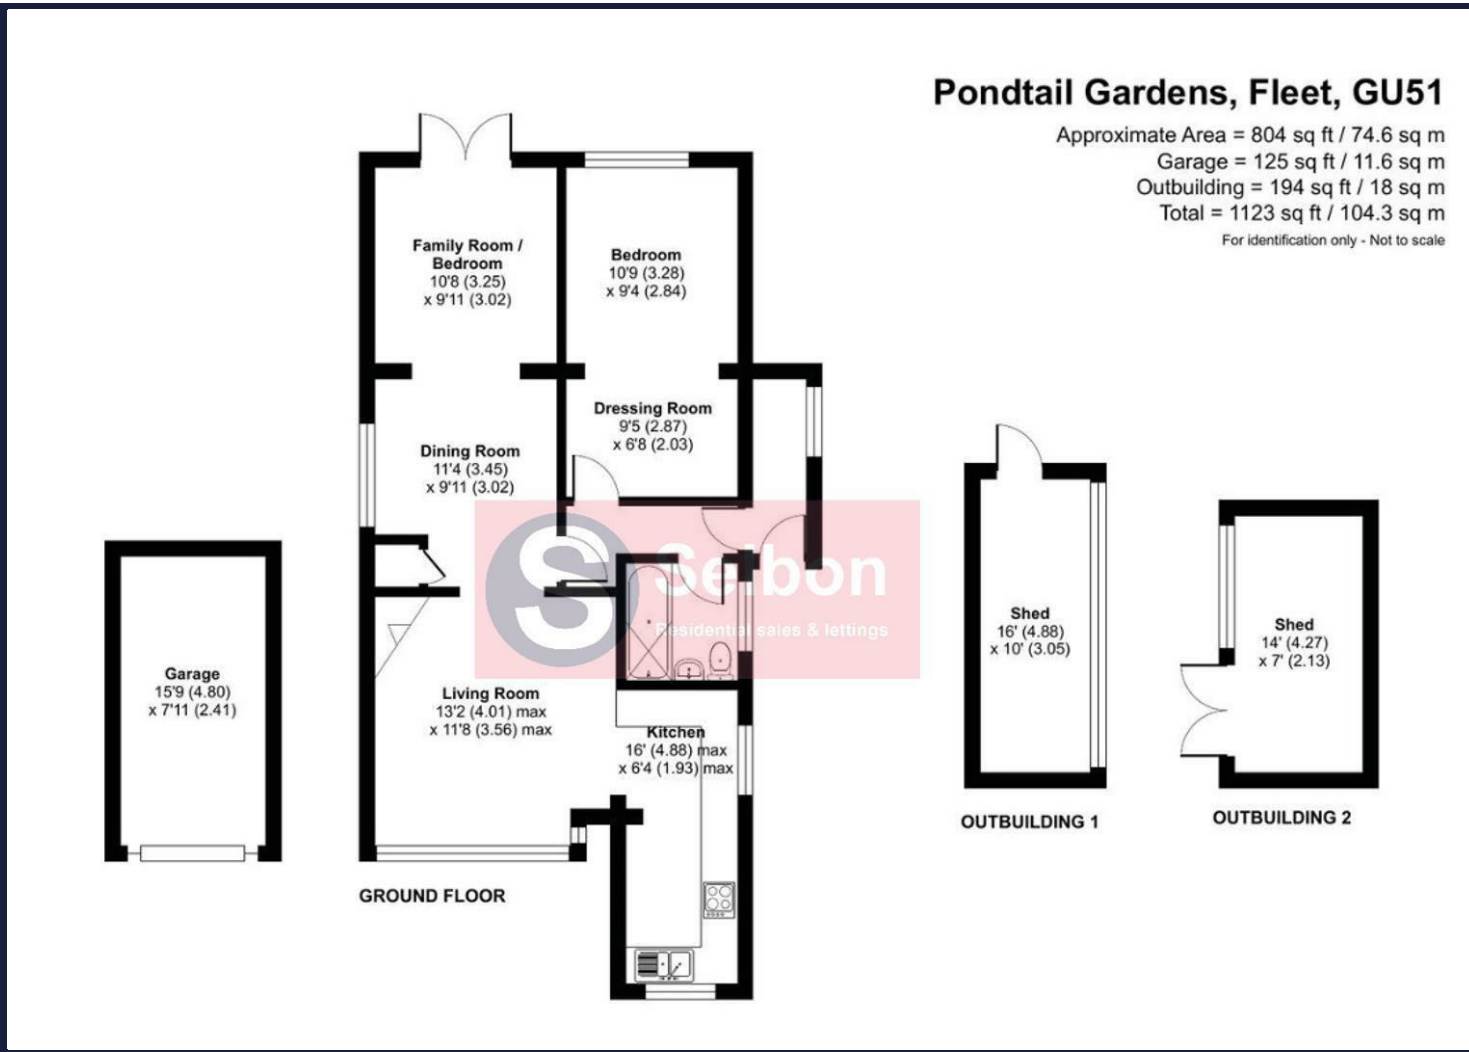 Pondtail Gardens, Fleet, GU51
Approximate Area = 804 sq ft / 74.6 sq m
Garage = 125 sq ft / 11.6 sq m
Outbuilding = 194 sq ft / 18 sq m
Total = 1123 sq ft / 104.3 sq m
For identification only - Not to scale
Family Room /
Bedroom
10'8 (3.25)
x 9'11 (3.02)
Bedroom
10'9 (3.28)
x 9'4 (2.84)
Dressing Room
9'5 (2.87)
x 6'8 (2.03)
Dining Room
11'4 (3.45)
x 9'11 (3.02)
S
Seibon
Residential sales & lettings
Garage
15'9 (4.80)
x 7'11 (2.41)
Living Room
13'2 (4.01) max
x 11'8 (3.56) max
Kitchen
16' (4.88) max
x 6'4 (1.93) max
Shed
16' (4.88)
x 10' (3.05)
Shed
14' (4.27)
x 7' (2.13)
OUTBUILDING 1
OUTBUILDING 2
GROUND FLOOR